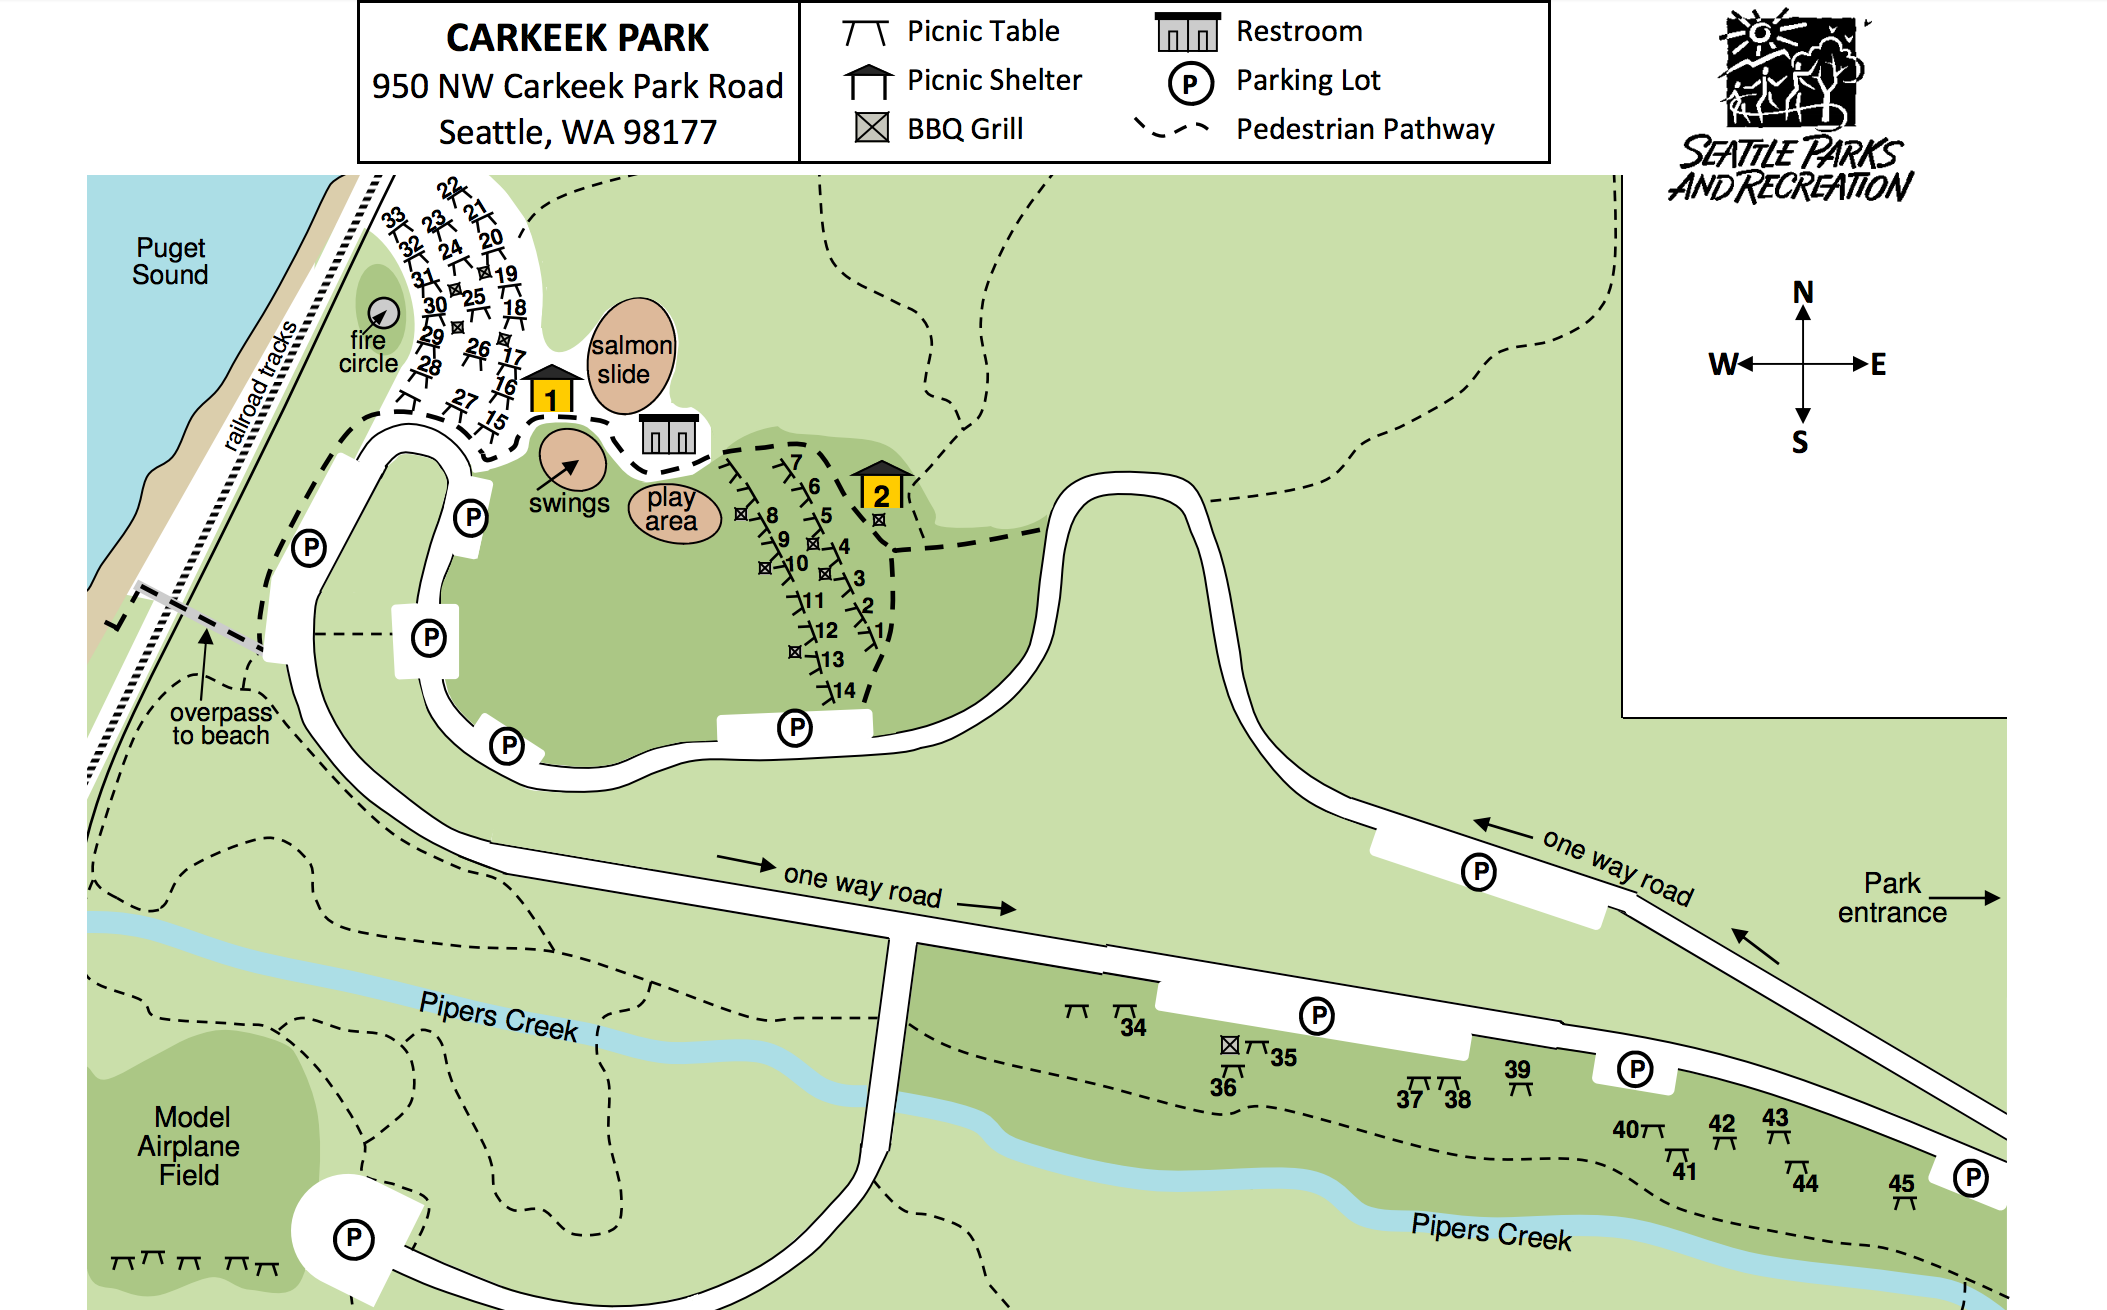 CARKEEK PARK
950 NW Carkeek Park Road
Seattle, WA 98177
Picnic Table
Picnic Shelter
BBQ Grill
Restroom
P
Parking Lot
Pedestrian Pathway
SEATTLE PARKS
AND RECREATION
N
W
E
S
Puget
Sound
railroad tracks
fire
circle
22
33
23
21
32
24
20
31
19
30
25
18
29
26
17
28
16
27
15
1
salmon
slide
swings
play
area
2
7
6
8
5
9
4
10
3
11
2
12
1
13
14
P
P
P
P
P
overpass
to beach
one way road
one way road
P
Park
entrance
Pipers Creek
Model
Airplane
Field
P
34
35
36
P
37
38
39
P
40
41
42
43
44
45
P
Pipers Creek